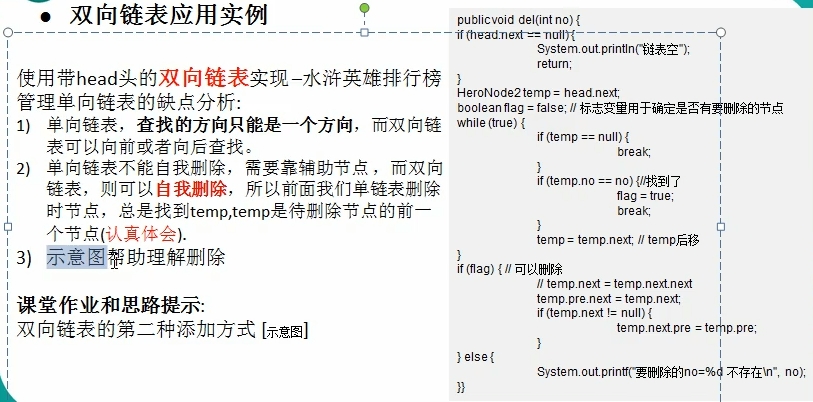 ● 双向链表应用实例
使用带head头的双向链表实现 –水浒英雄排行榜
管理单向链表的缺点分析:
1) 单向链表，查找的方向只能是一个方向，而双向链
表可以向前或者向后查找。
2) 单向链表不能自我删除，需要靠辅助节点 ，而双向
链表，则可以自我删除，所以前面我们单链表删除
时节点，总是找到temp,temp是待删除节点的前一
个节点(认真体会).
3) 示意图帮助理解删除
课堂作业和思路提示:
双向链表的第二种添加方式 [示意图]
publicvoid del(int no) {
if (head.next == null) {
System.out.println("链表空");
return;
}
HeroNode2 temp = head.next;
boolean flag = false; // 标志变量用于确定是否有要删除的节点
while (true) {
if (temp == null) {
break;
}
if (temp.no == no) {//找到了
flag = true;
break;
}
temp = temp.next; // temp后移
}
if (flag) { // 可以删除
// temp.next = temp.next.next
temp.pre.next = temp.next;
if (temp.next != null) {
temp.next.pre = temp.pre;
}
} else {
System.out.printf("要删除的no=%d 不存在\n", no);
}}